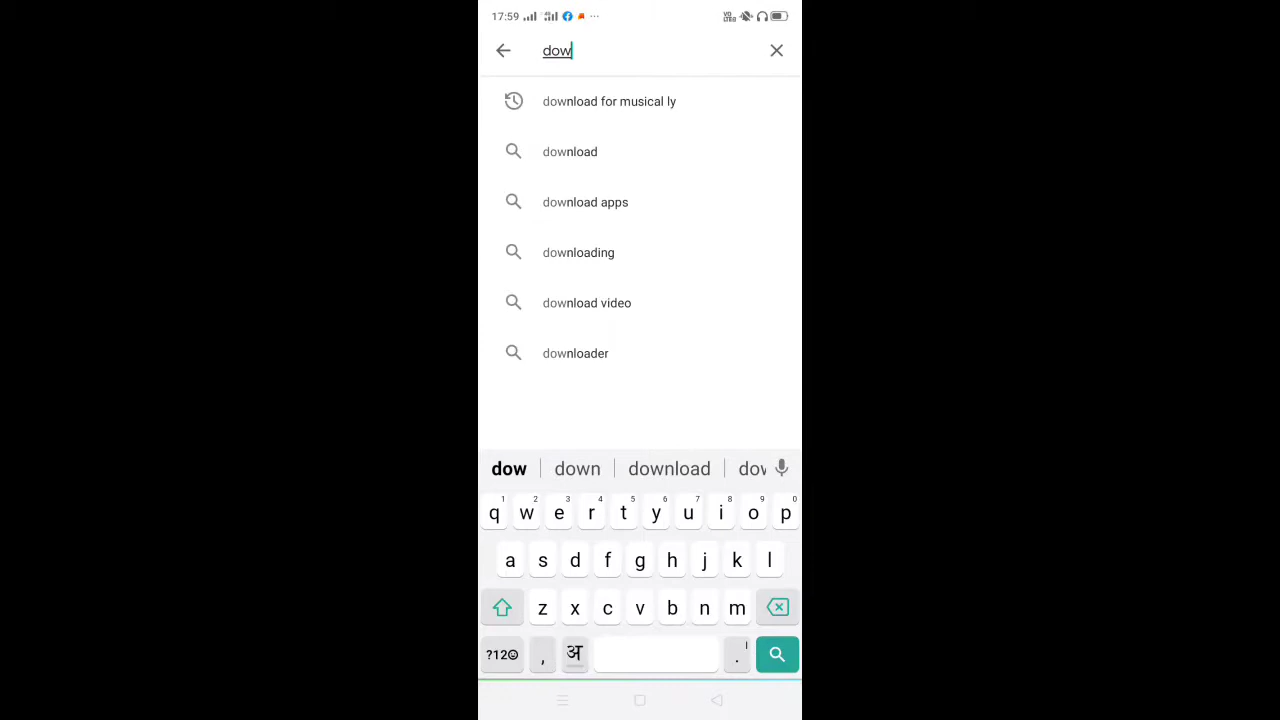 17:59
dow
download for musical ly
download
download apps
downloading
download video
downloader
dow down download dow
1 2 3 4 5 6 7 8 9 0
q w e r t y u i o p
a s d f g h j k l
z x c v b n m
?12 , अ . !